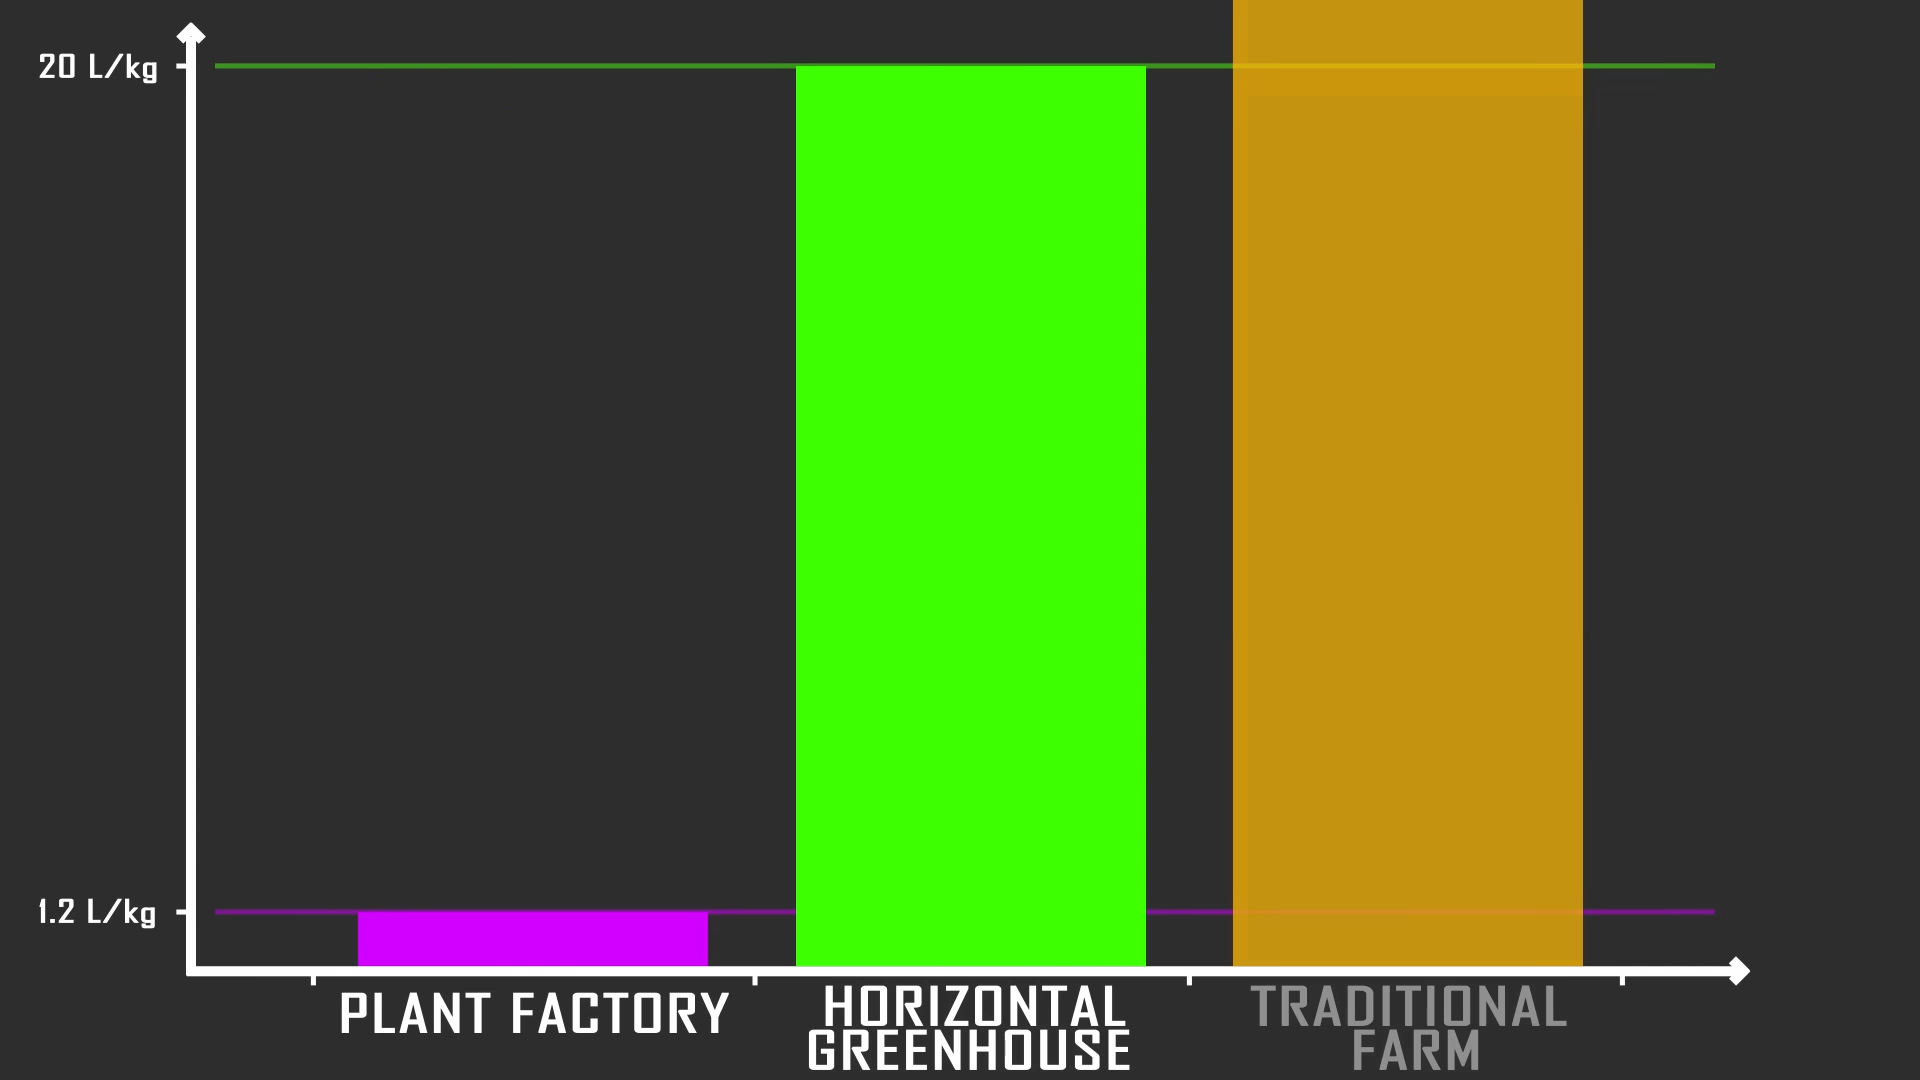 20 L/kg
1.2 L/kg
PLANT FACTORY
HORIZONTAL
GREENHOUSE
TRADITIONAL
FARM